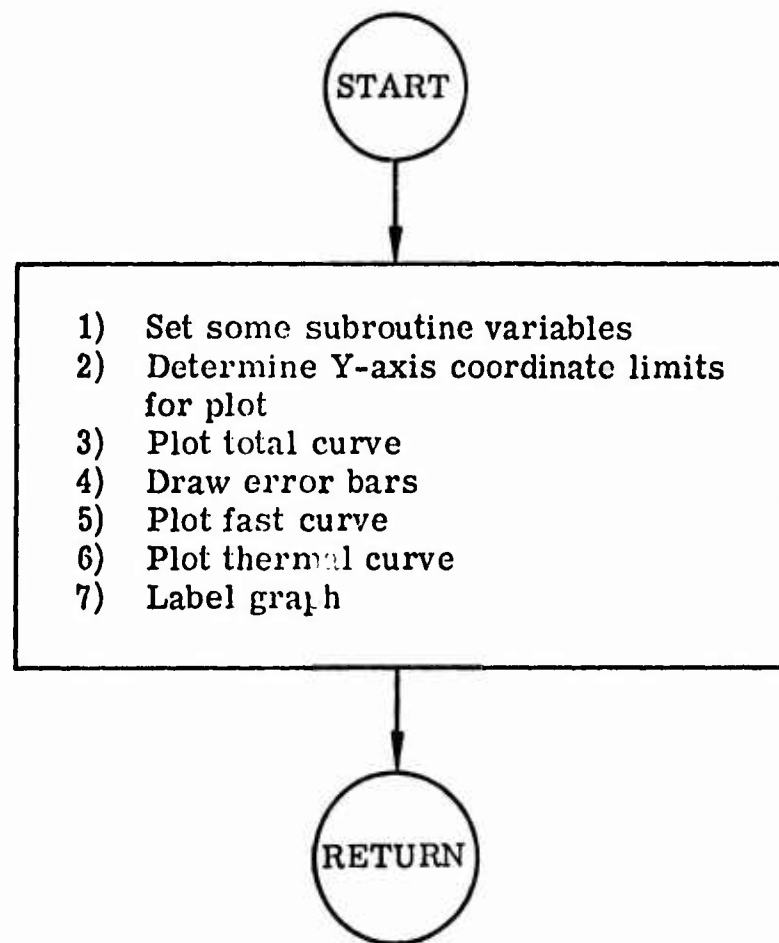 START
1) Set some subroutine variables
2) Determine Y-axis coordinate limits
for plot
3) Plot total curve
4) Draw error bars
5) Plot fast curve
6) Plot thermal curve
7) Label graph
RETURN